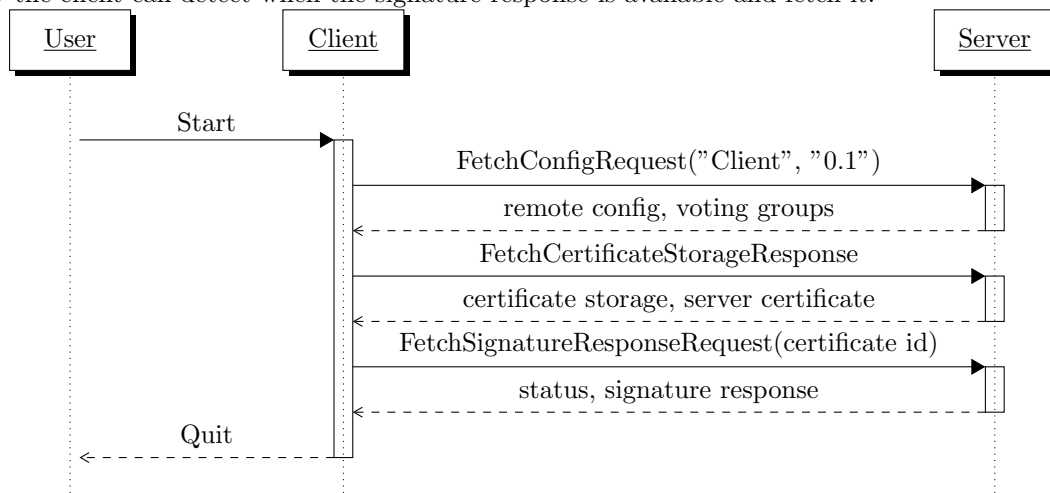 the client can detect when the signature response is available and fetch it.
User
Client
Server
Start
FetchConfigRequest(”Client”, ”0.1”)
remote config, voting groups
FetchCertificateStorageResponse
certificate storage, server certificate
FetchSignatureResponseRequest(certificate id)
status, signature response
Quit